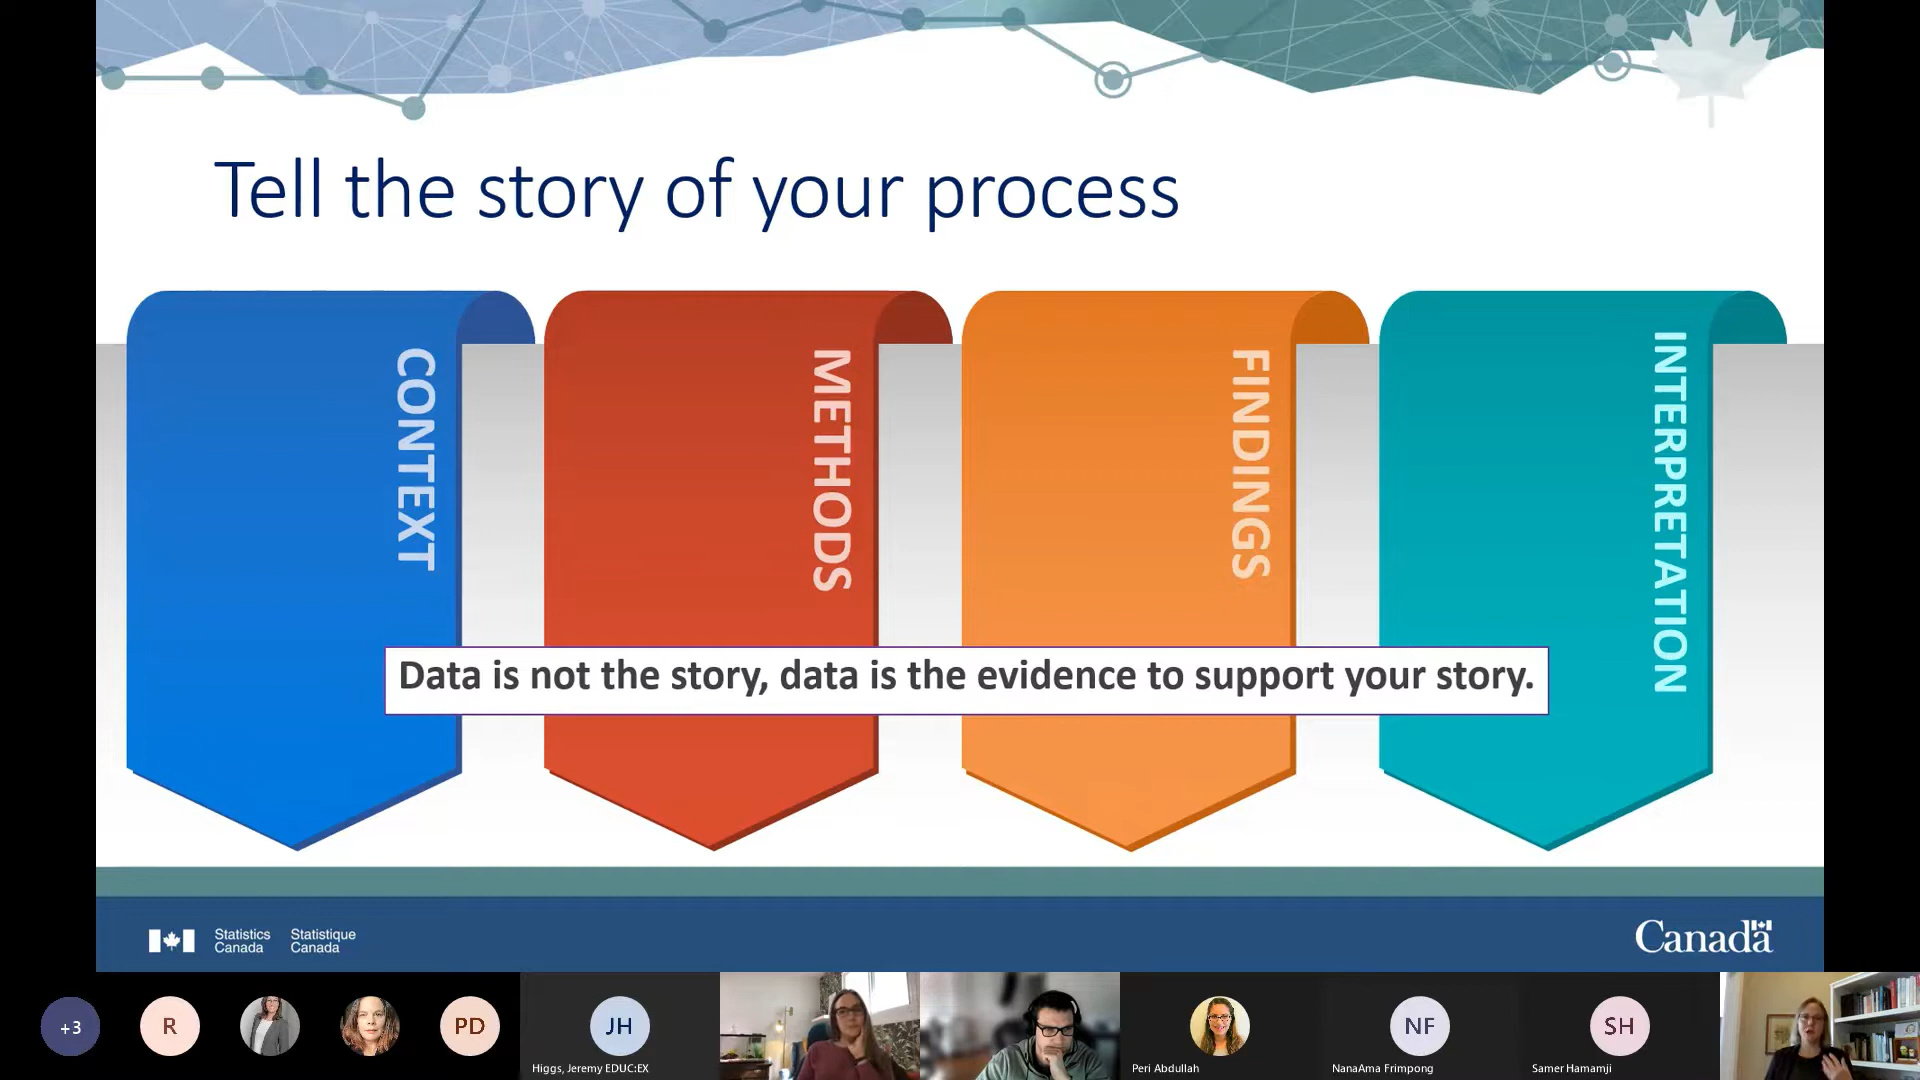 Tell the story of your process
CONTEXT
METHODS
FINDINGS
INTERPRETATION
Data is not the story, data is the evidence to support your story.
Statistics
Canada
Statistique
Canada
Canada
+3
R
PD
JH
Higgs, Jeremy EDUC:EX
Peri Abdullah
NF
NanaAma Frimpong
SH
Samer Hamamji